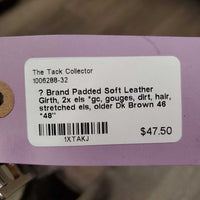 The Tack Collector
1006288-32
? Brand Padded Soft Leather
Girth, 2x els *gc, gouges, dirt, hair,
stretched els, older Dk Brown 46
"48"
$47.50
1XTAKJ